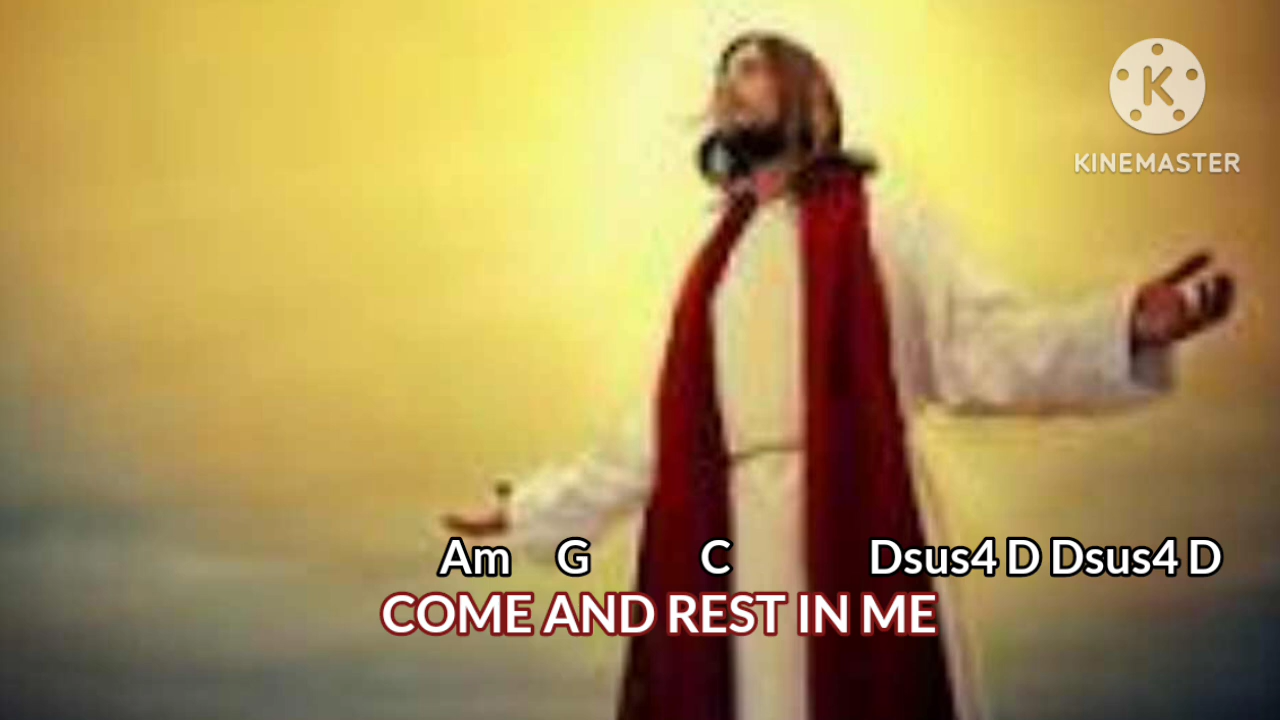 K
KINEMASTER
Am G C Dsus4 D Dsus4 D
COME AND REST IN ME